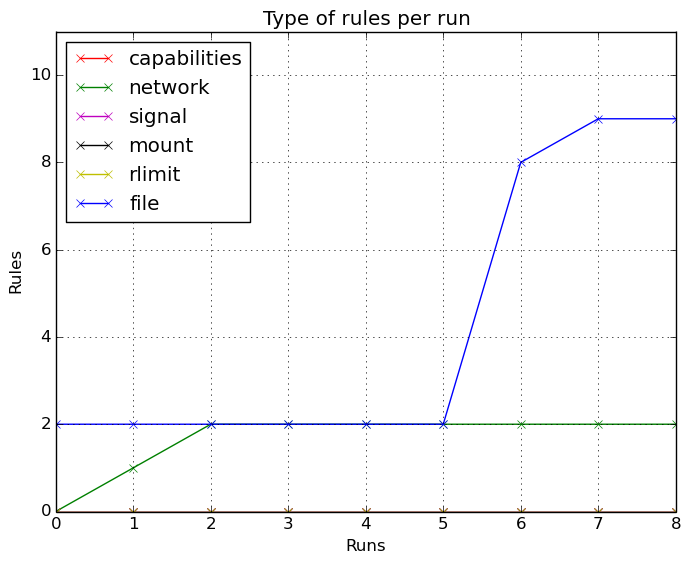 Type of rules per run
capabilities
network
signal
mount
rlimit
file
10
8
6
4
2
0
Rules
0 1 2 3 4 5 6 7 8
Runs